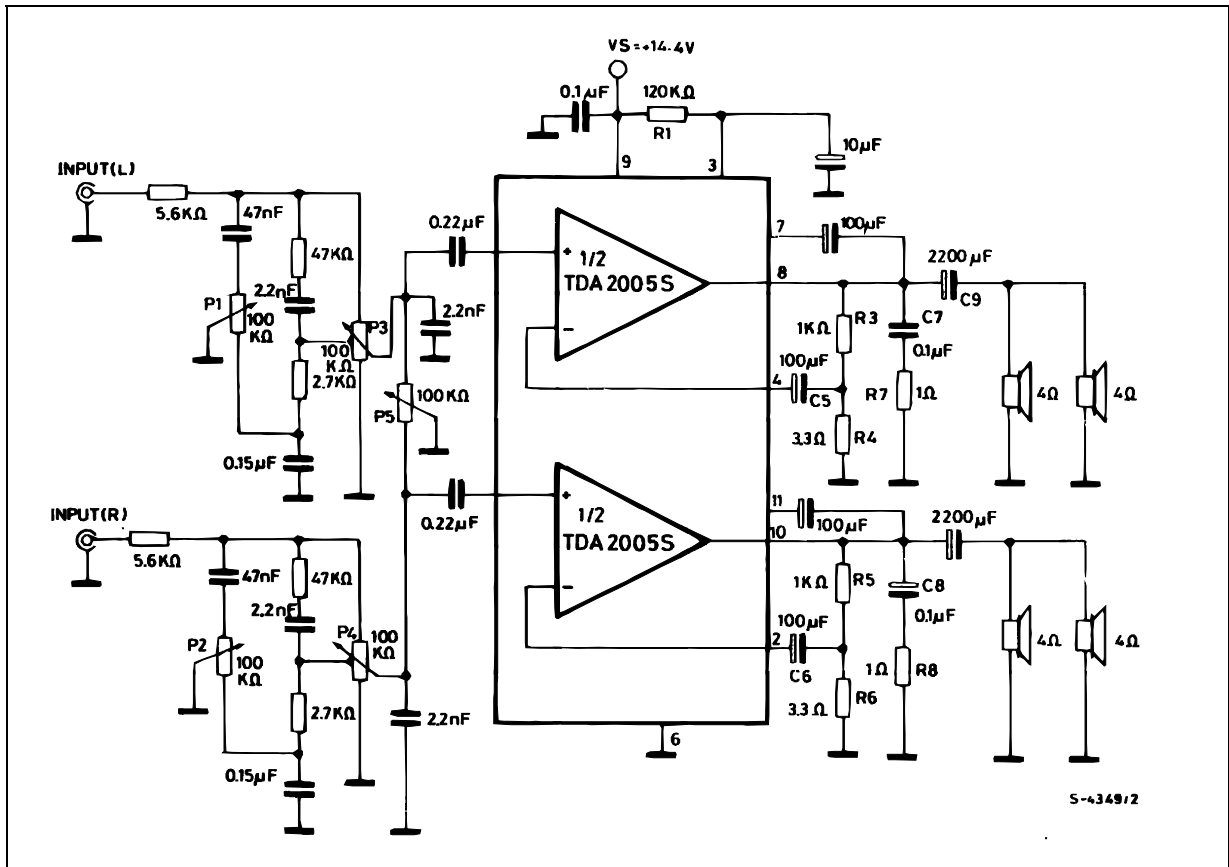 VS=+14.4V
0.1µF
120KΩ
R1
10µF
9
3
INPUT(L)
5.6KΩ
47nF
47KΩ
2.2nF
P1
100
KΩ
P3
100
KΩ
2.7KΩ
0.15µF
0.22µF
2.2nF
100KΩ
P5
+
1/2
TDA2005S
−
7
100µF
8
2200µF
C9
R3
1KΩ
C7
0.1µF
100µF
4
C5
R7
1Ω
3.3Ω
R4
4Ω
4Ω
INPUT(R)
5.6KΩ
47nF
47KΩ
2.2nF
P2
100
KΩ
P4
100
KΩ
2.7KΩ
0.15µF
0.22µF
2.2nF
+
1/2
TDA2005S
−
11
100µF
10
2200µF
1KΩ
R5
C8
0.1µF
100µF
2
C6
1Ω
R8
3.3Ω
R6
4Ω
4Ω
6
S-4349/2